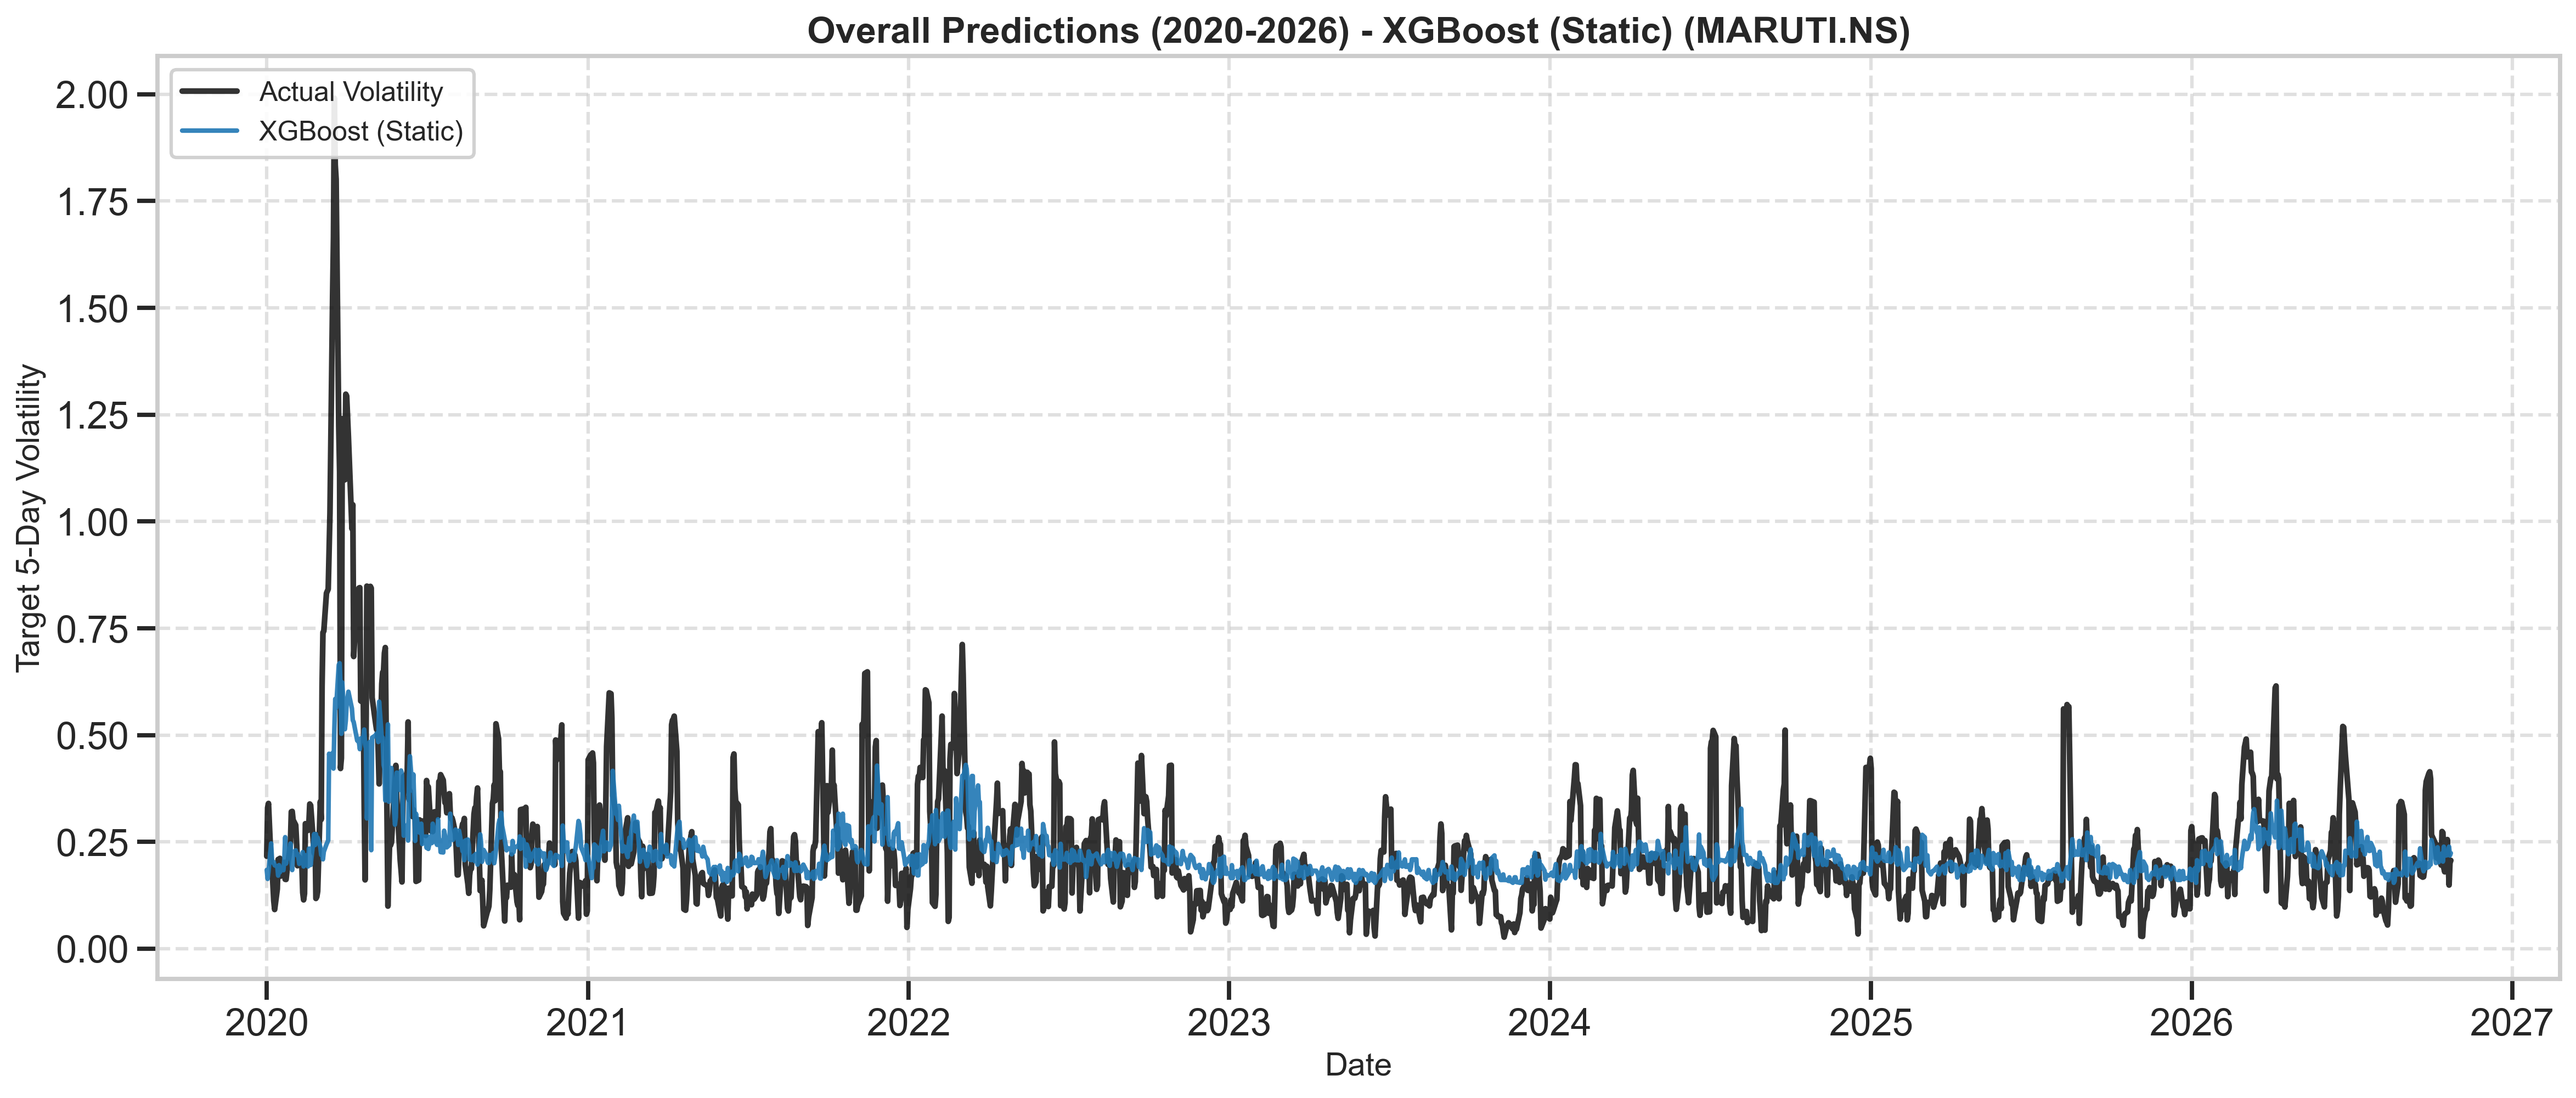 Overall Predictions (2020-2026) - XGBoost (Static) (MARUTI.NS)
Actual Volatility
XGBoost (Static)
Target 5-Day Volatility
2.00
1.75
1.50
1.25
1.00
0.75
0.50
0.25
0.00
2020 2021 2022 2023 2024 2025 2026 2027
Date